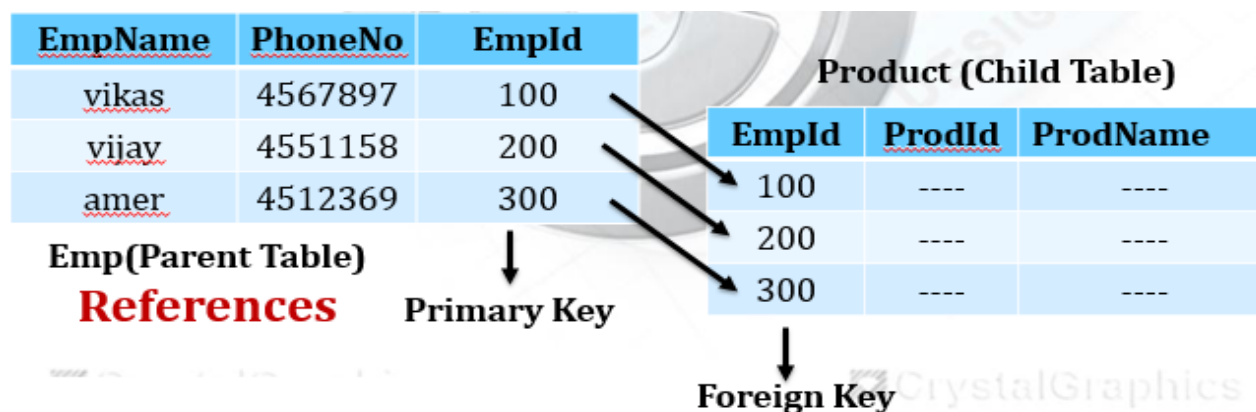 EmpName PhoneNo EmpId
vikas 4567897 100
vijay 4551158 200
amer 4512369 300
Emp(Parent Table)
References
Primary Key
Product (Child Table)
EmpId ProdId ProdName
100 ---- ----
200 ---- ----
300 ---- ----
Foreign Key
CrystalGraphics